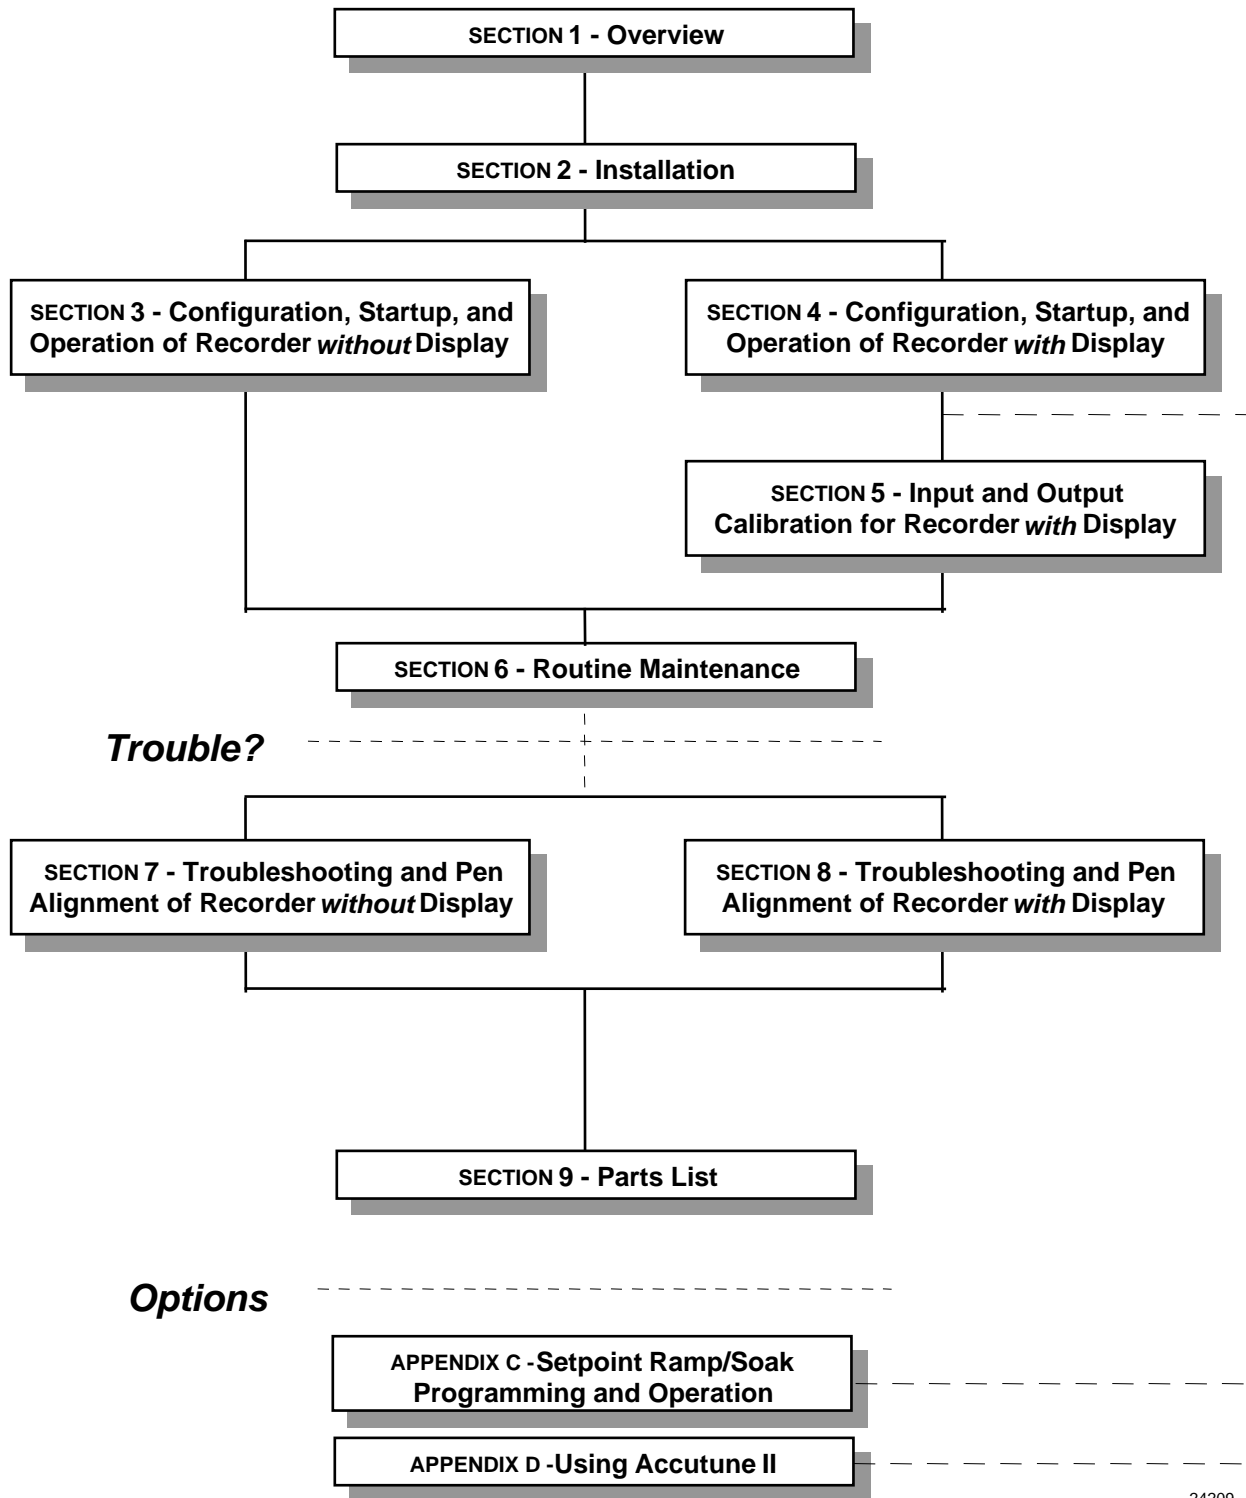 SECTION 1 - Overview
SECTION 2 - Installation
SECTION 3 - Configuration, Startup, and
Operation of Recorder without Display
SECTION 4 - Configuration, Startup, and
Operation of Recorder with Display
SECTION 5 - Input and Output
Calibration for Recorder with Display
SECTION 6 - Routine Maintenance
Trouble?
SECTION 7 - Troubleshooting and Pen
Alignment of Recorder without Display
SECTION 8 - Troubleshooting and Pen
Alignment of Recorder with Display
SECTION 9 - Parts List
Options
APPENDIX C -Setpoint Ramp/Soak
Programming and Operation
APPENDIX D -Using Accutune II